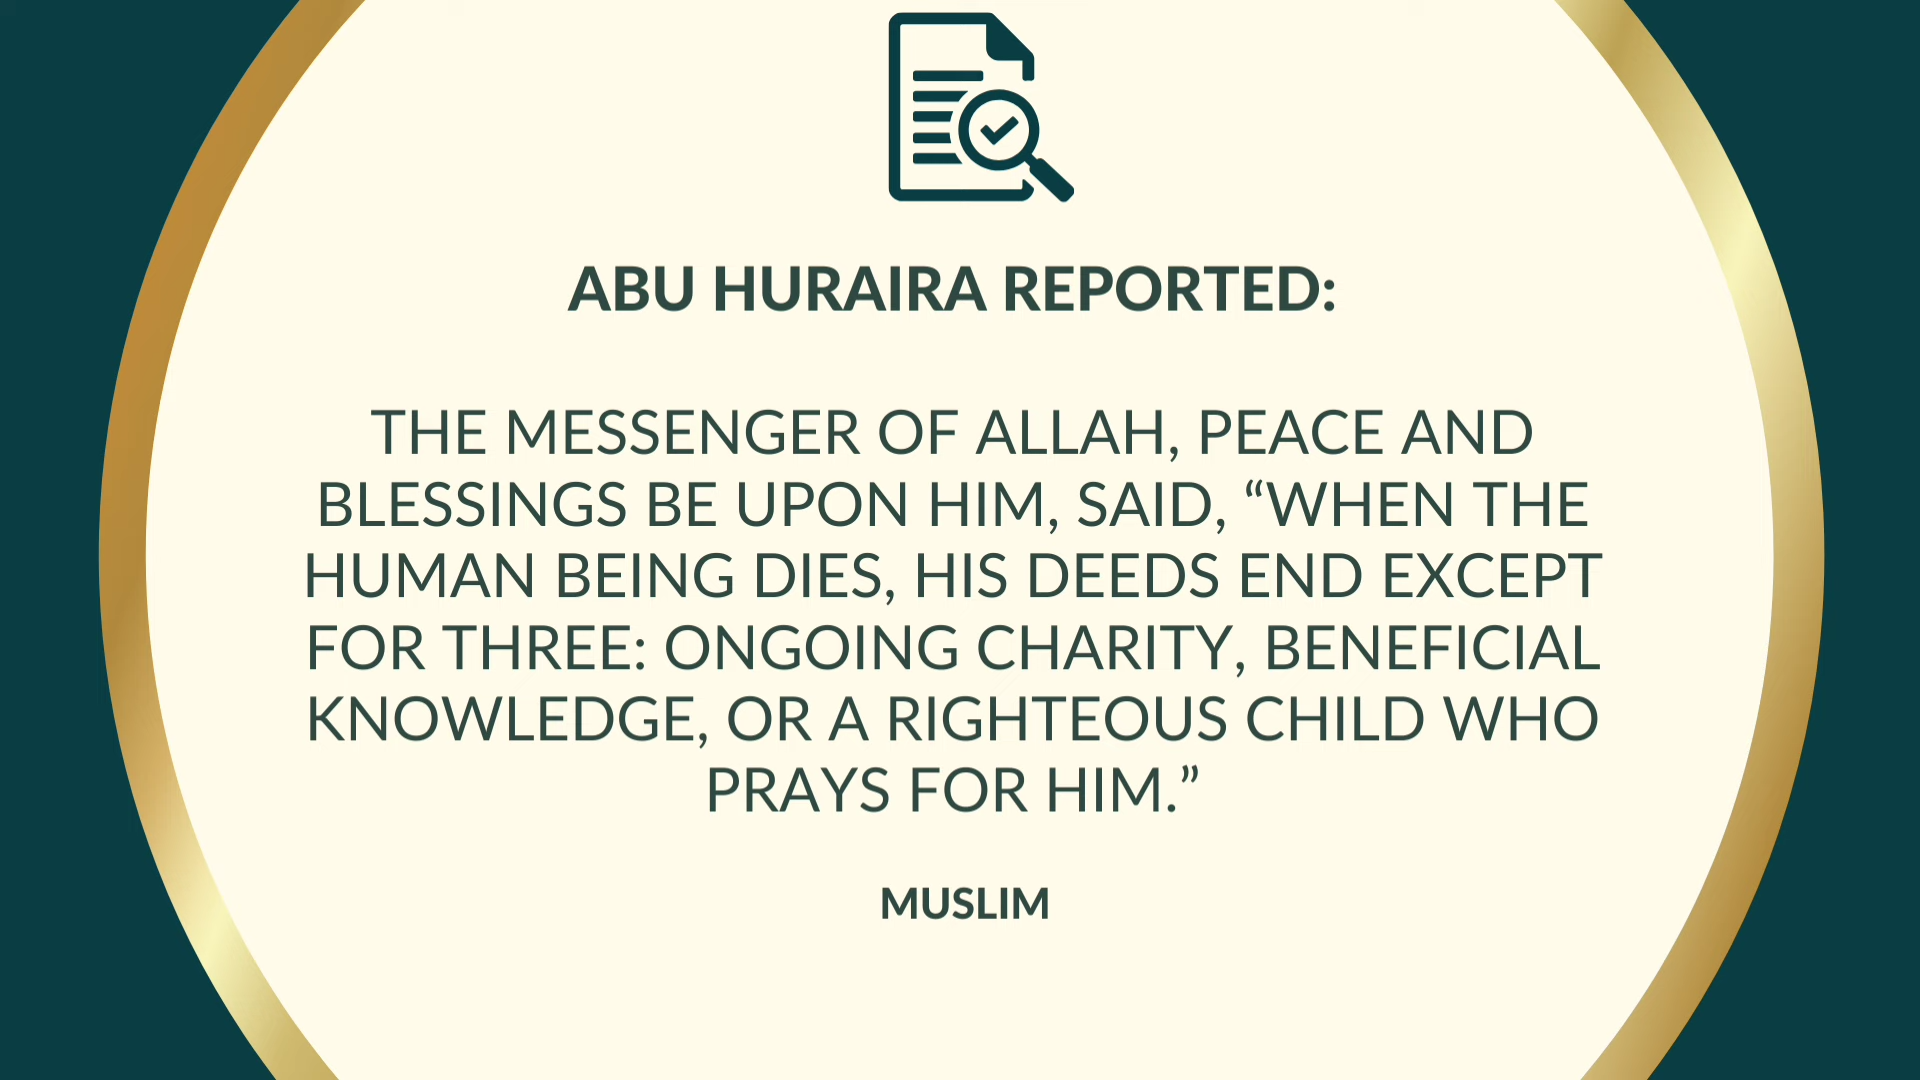 ABU HURAIRA REPORTED:
THE MESSENGER OF ALLAH, PEACE AND
BLESSINGS BE UPON HIM, SAID, “WHEN THE
HUMAN BEING DIES, HIS DEEDS END EXCEPT
FOR THREE: ONGOING CHARITY, BENEFICIAL
KNOWLEDGE, OR A RIGHTEOUS CHILD WHO
PRAYS FOR HIM.”
MUSLIM